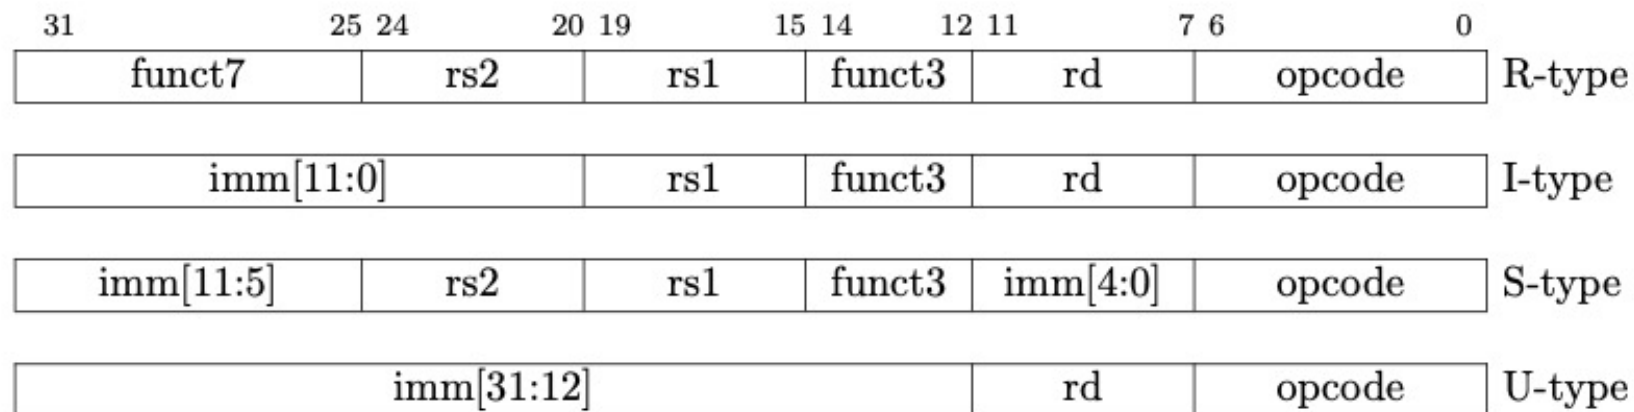 31 25 24 20 19 15 14 12 11 7 6 0
funct7 rs2 rs1 funct3 rd opcode R-type
imm[11:0] rs1 funct3 rd opcode I-type
imm[11:5] rs2 rs1 funct3 imm[4:0] opcode S-type
imm[31:12] rd opcode U-type